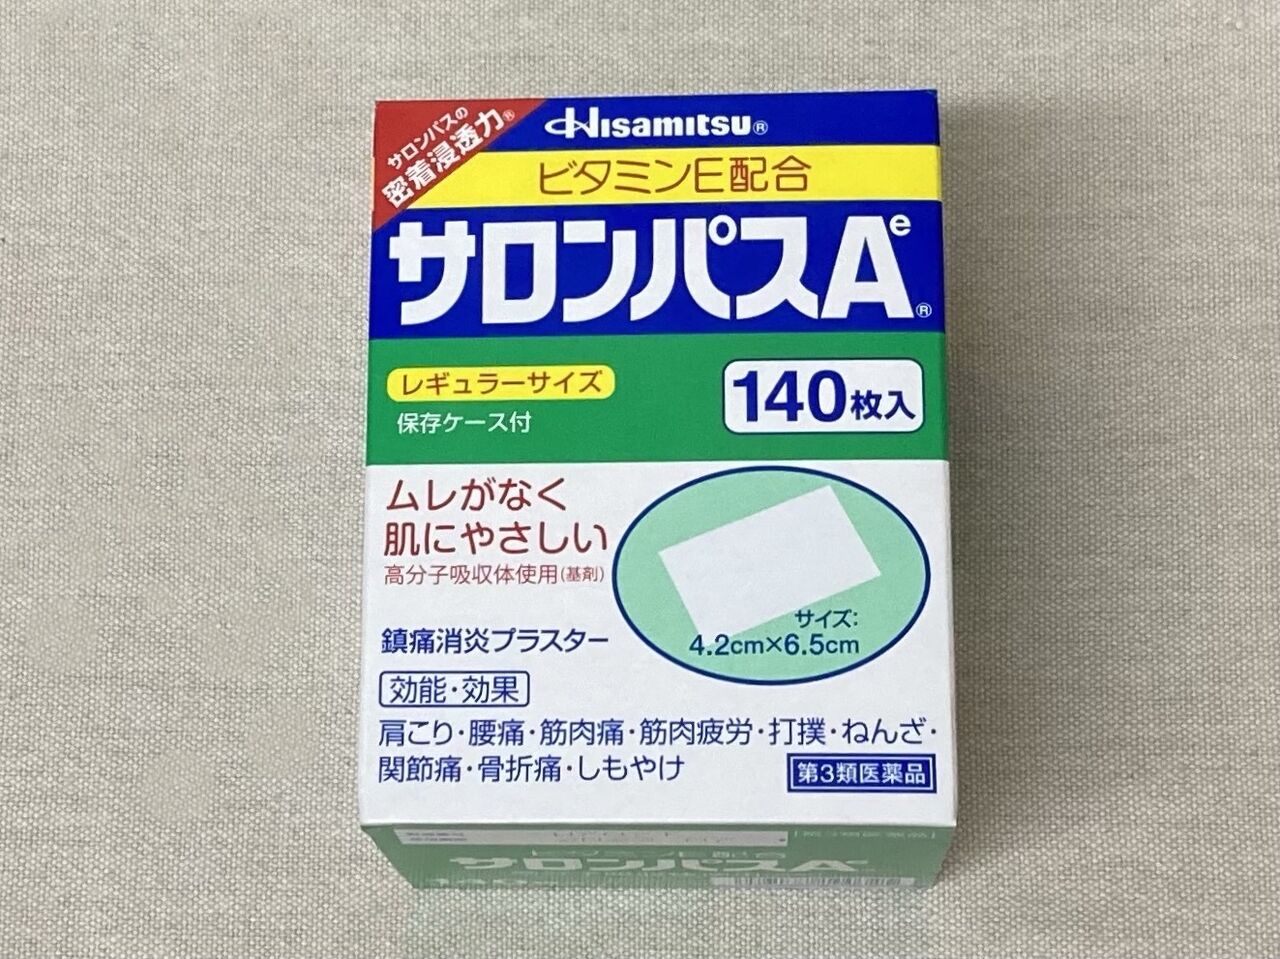 サロンパスの
密着浸透力®
Hisamitsu®
ビタミンE配合
サロンパスAe®
レギュラーサイズ
保存ケース付
140枚入
ムレがなく
肌にやさしい
高分子吸収体使用(基剤)
サイズ:
4.2cm×6.5cm
鎮痛消炎プラスター
効能・効果
肩こり・腰痛・筋肉痛・筋肉疲労・打撲・ねんざ・
関節痛・骨折痛・しもやけ
第3類医薬品
サロンパスAe